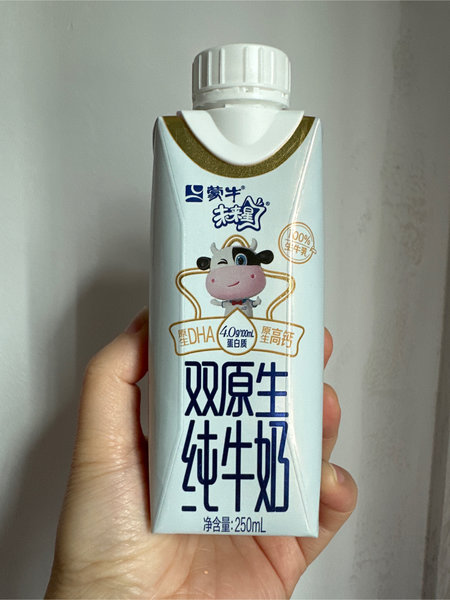 蒙牛®
未来星®
100%
生牛乳
原生DHA
4.0g/100mL
蛋白质
原生高钙
双原生
纯牛奶
净含量:250mL